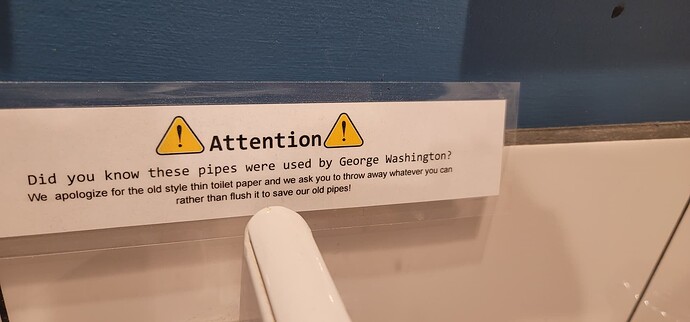 Attention
Did you know these pipes were used by George Washington?
We apologize for the old style thin toilet paper and we ask you to throw away whatever you can
rather than flush it to save our old pipes!